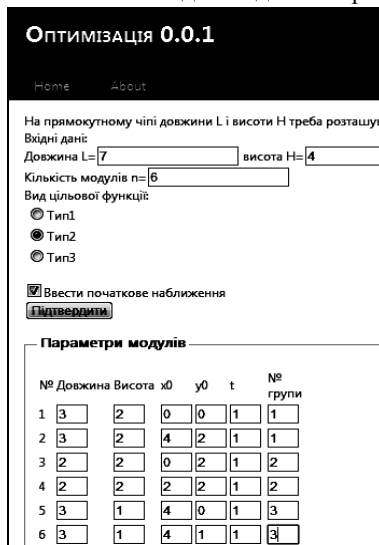 Оптимізація 0.0.1
Home About
На прямокутному чіпі довжини L і висоти H треба
Вхідні дані:
Довжина L= 7 висота H= 4
Кількість модулів n= 6
Вид цільової функції:
Тип1
Тип2
Тип3
Ввести початкове наближення
Підтвердити
Параметри модулів
№ Довжина Висота x0 y0 t № групи
1 3 2 0 0 1 1
2 3 2 4 2 1 1
3 2 2 0 2 1 2
4 2 2 2 2 1 2
5 3 1 4 0 1 3
6 3 1 4 1 1 3